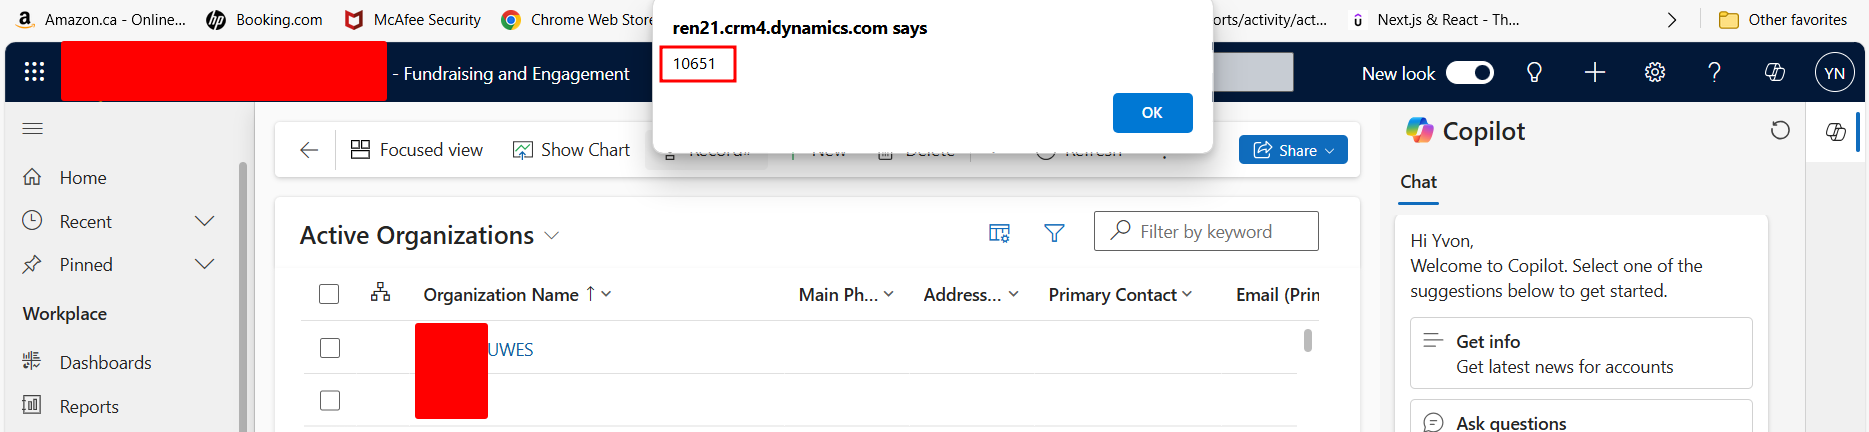 Amazon.ca - Online...
Booking.com
McAfee Security
Chrome Web Store
orts/activity/act...
Next.js & React - Th...
Other favorites
ren21.crm4.dynamics.com says
10651
OK
- Fundraising and Engagement
New look
YN
Focused view
Show Chart
Record#
New
Delete
Refresh
Share
Copilot
Chat
Home
Recent
Pinned
Workplace
Dashboards
Reports
Active Organizations
Filter by keyword
Organization Name
Main Ph...
Address...
Primary Contact
Email (Prin
UWES
Hi Yvon,
Welcome to Copilot. Select one of the
suggestions below to get started.
Get info
Get latest news for accounts
Ask questions